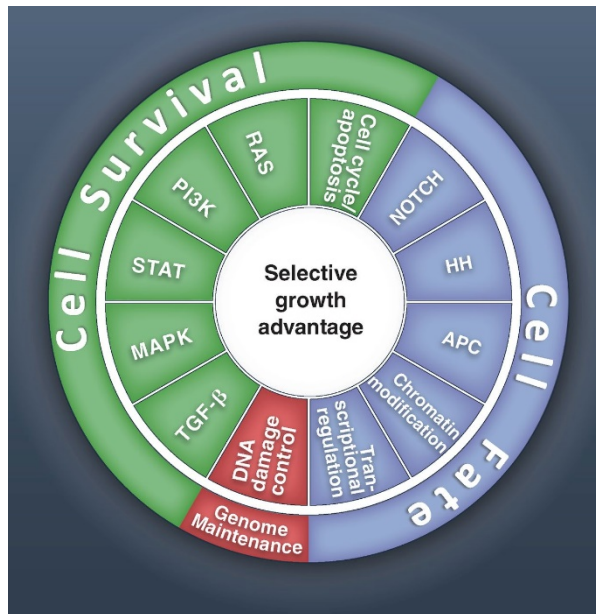 Cell Survival
Cell Fate
Genome
Maintenance
Cell cycle/
apoptosis
NOTCH
HH
APC
Chromatin
modification
Tran-
scriptional
regulation
DNA
damage
control
TGF-β
MAPK
STAT
PI3K
RAS
Selective
growth
advantage